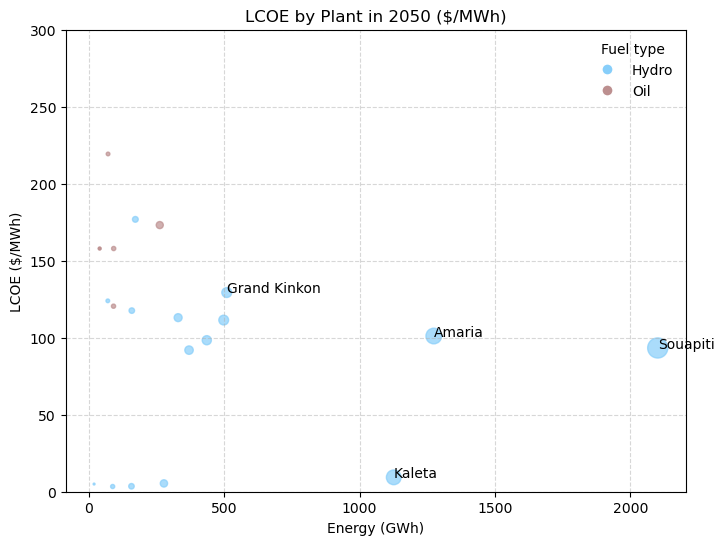 LCOE by Plant in 2050 ($/MWh)
300
250
200
150
100
50
0
LCOE ($/MWh)
Fuel type
Hydro
Oil
Grand Kinkon
Amaria
Souapiti
Kaleta
0
500
1000
1500
2000
Energy (GWh)